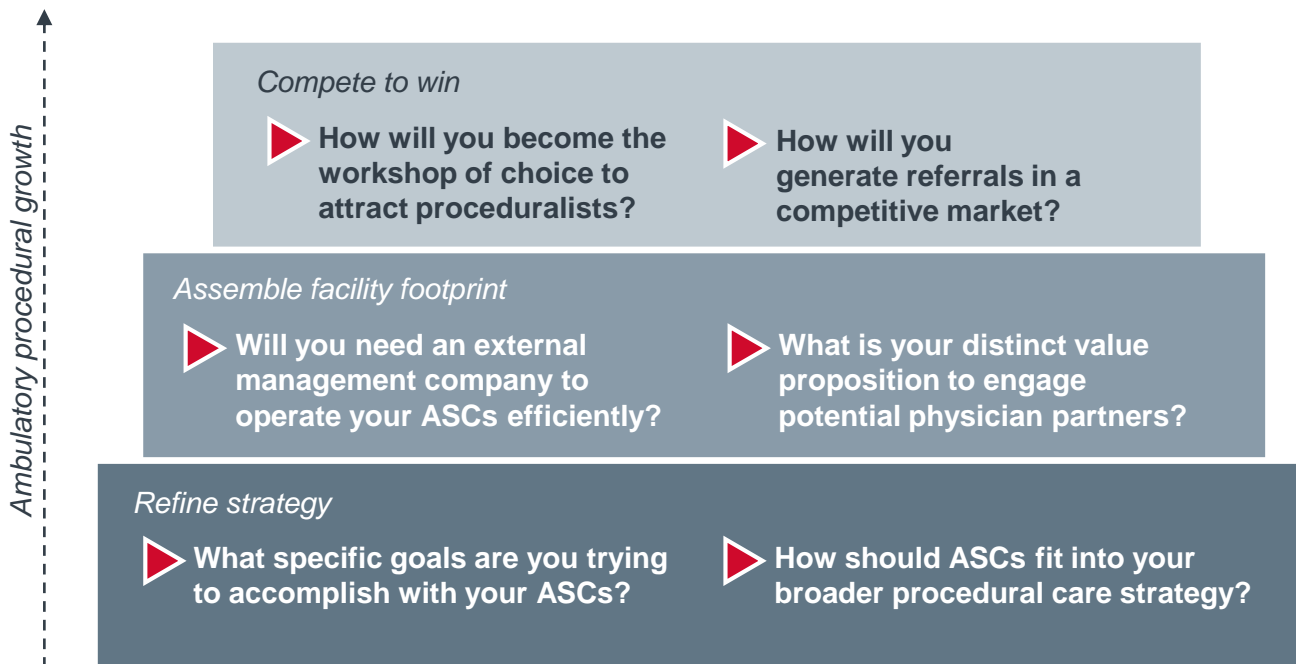 Ambulatory procedural growth
Compete to win
How will you become the
workshop of choice to
attract proceduralists?
How will you
generate referrals in a
competitive market?
Assemble facility footprint
Will you need an external
management company to
operate your ASCs efficiently?
What is your distinct value
proposition to engage
potential physician partners?
Refine strategy
What specific goals are you trying
to accomplish with your ASCs?
How should ASCs fit into your
broader procedural care strategy?